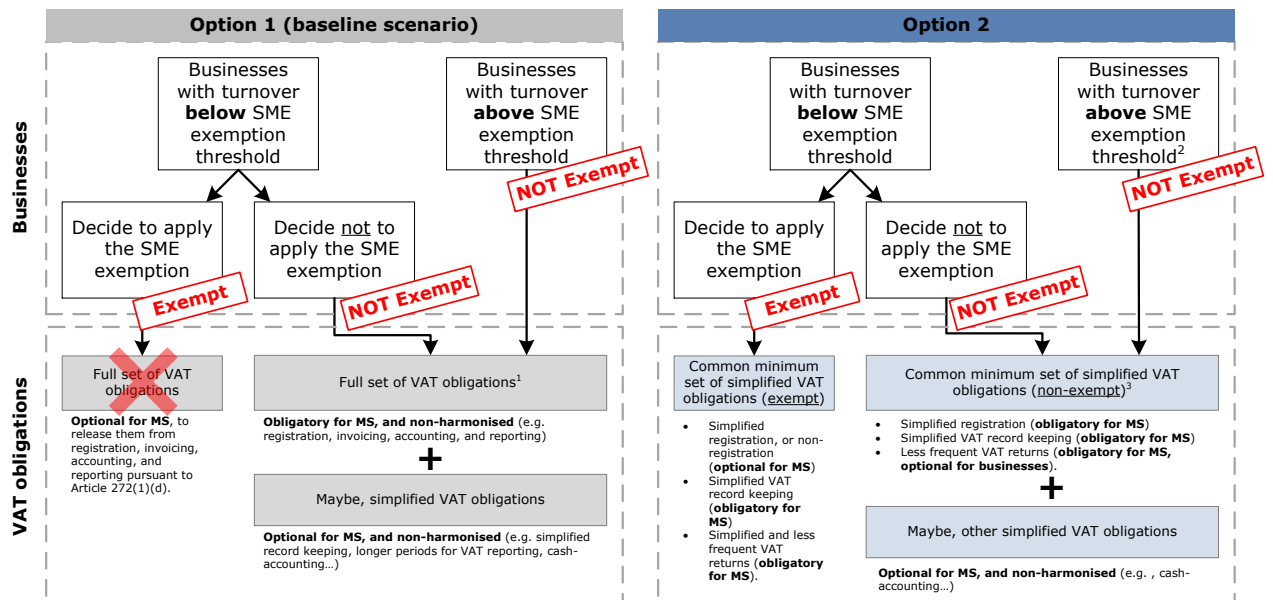 Option 1 (baseline scenario)
Businesses
Businesses
with turnover
below SME
exemption
threshold
Businesses
with turnover
above SME
exemption
threshold
NOT Exempt
Decide to apply
the SME
exemption
Exempt
Decide not to
apply the SME
exemption
NOT Exempt
VAT obligations
Full set of VAT
obligations
Optional for MS, to
release them from
registration, invoicing,
accounting, and
reporting pursuant to
Article 272(1)(d).
Full set of VAT obligations1
Obligatory for MS, and non-harmonised (e.g.
registration, invoicing, accounting, and reporting)
+
Maybe, simplified VAT obligations
Optional for MS, and non-harmonised (e.g. simplified
record keeping, longer periods for VAT reporting, cash-
accounting…)
Option 2
Businesses
with turnover
below SME
exemption
threshold
Businesses
with turnover
above SME
exemption
threshold2
NOT Exempt
Decide to apply
the SME
exemption
Exempt
Decide not to
apply the SME
exemption
NOT Exempt
Common minimum
set of simplified VAT
obligations (exempt)
• Simplified
registration, or non-
registration
(optional for MS)
• Simplified VAT
record keeping
(obligatory for
MS)
• Simplified and less
frequent VAT
returns (obligatory
for MS).
Common minimum set of simplified VAT
obligations (non-exempt)3
• Simplified registration (obligatory for MS)
• Simplified VAT record keeping (obligatory for MS)
• Less frequent VAT returns (obligatory for MS,
optional for businesses).
+
Maybe, other simplified VAT obligations
Optional for MS, and non-harmonised (e.g. , cash-
accounting…)